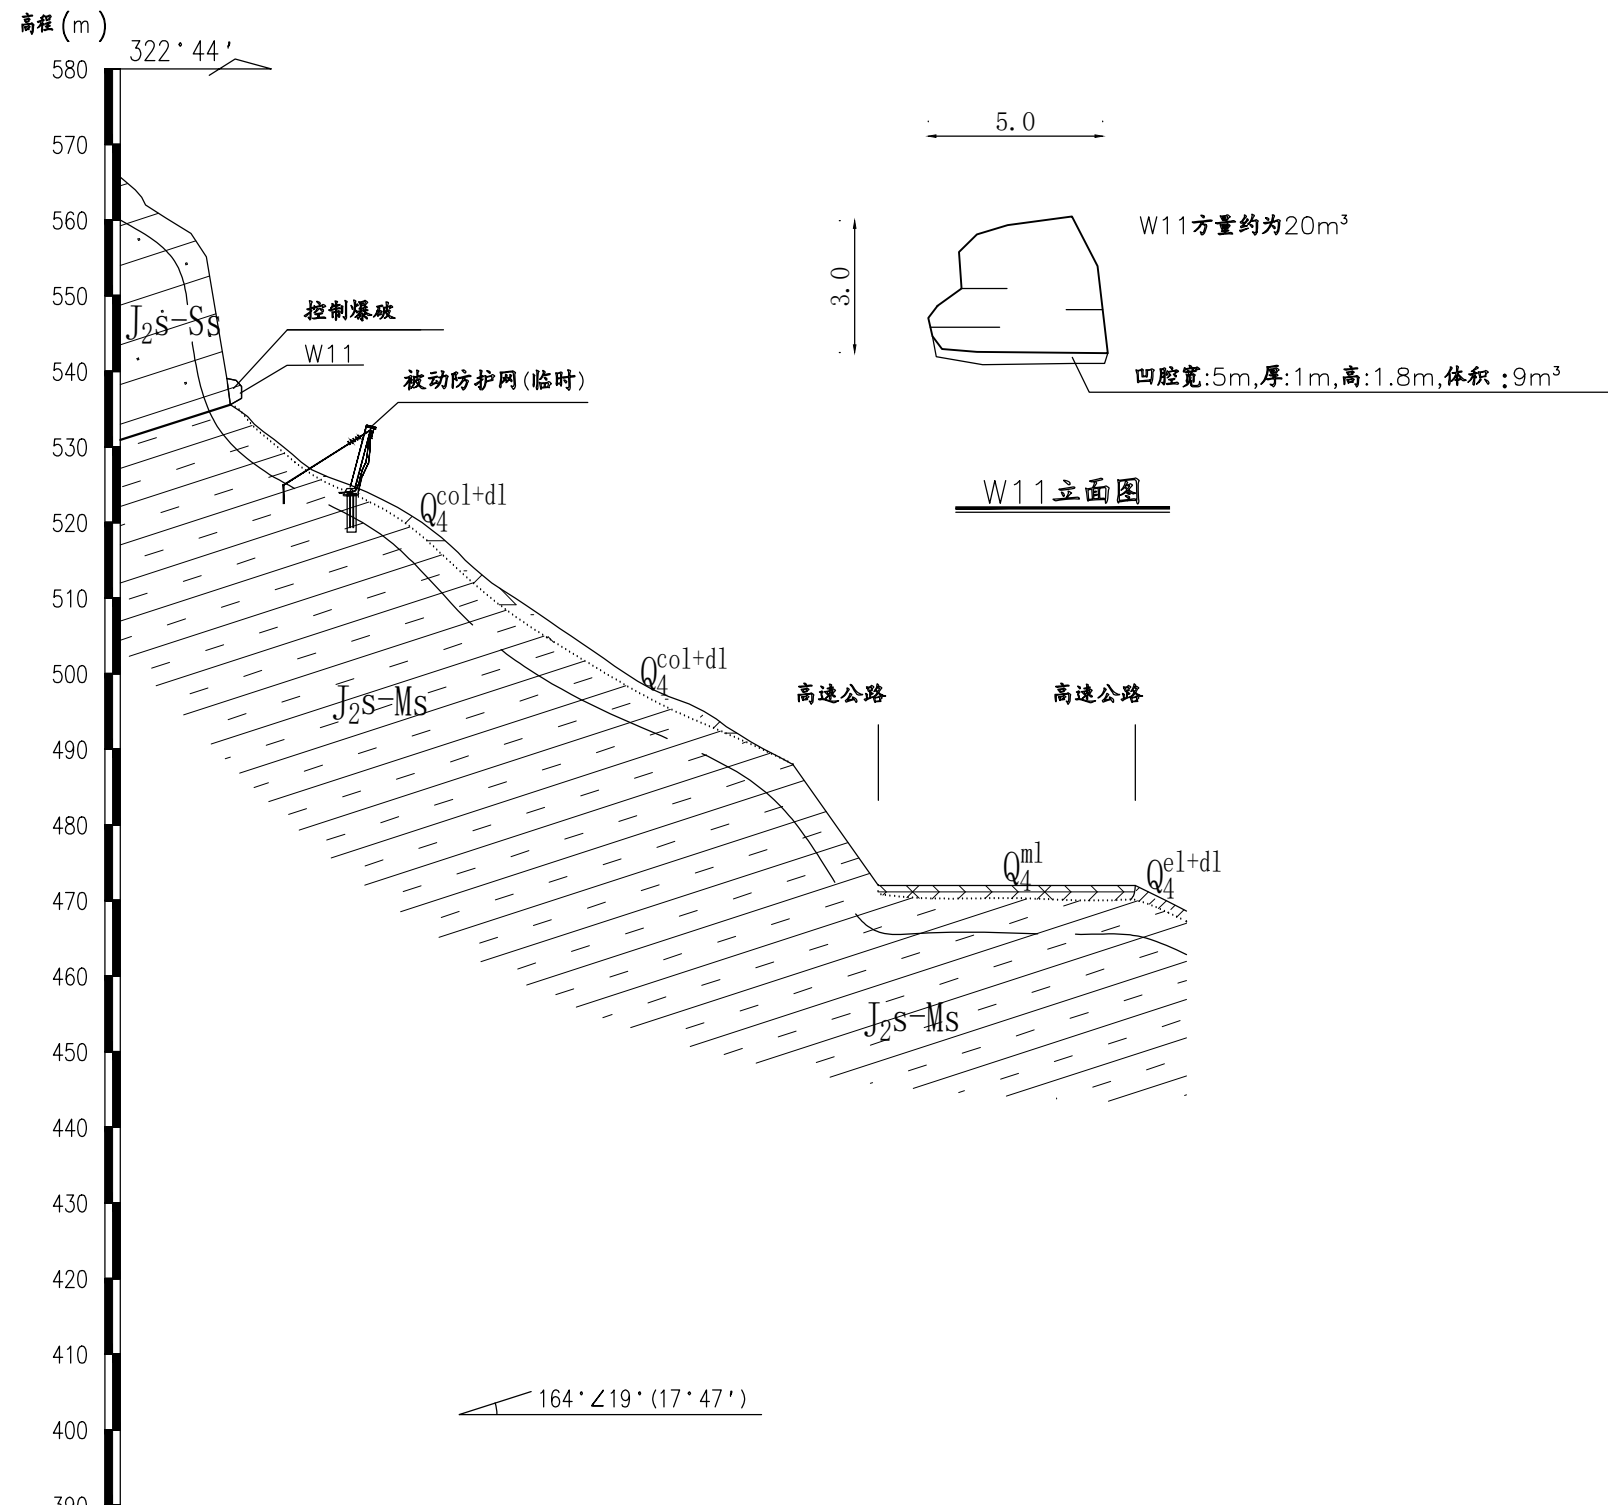 高程(m)
322°44′
580
570
5.0
560
W11方量约为20m³
550
3.0
J₂s-Ss
控制爆破
W11
540
被动防护网(临时)
凹腔宽:5m,厚:1m,高:1.8m,体积:9m³
530
W11立面图
Q₄col+dl
520
510
Q₄col+dl
500
高速公路
高速公路
J₂s-Ms
490
480
Q₄ml
Q₄el+dl
470
460
J₂s-Ms
450
440
430
420
410
164°∠19°(17°47′)
400
390